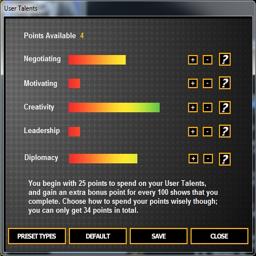 User Talents
Points Available 4
Negotiating + - ?
Motivating + - ?
Creativity + - ?
Leadership + - ?
Diplomacy + - ?
You begin with 25 points to spend on your User Talents,
and gain an extra bonus point for every 100 shows that you
complete. Choose how to spend your points wisely though;
you can only get 34 points in total.
PRESET TYPES DEFAULT SAVE CLOSE